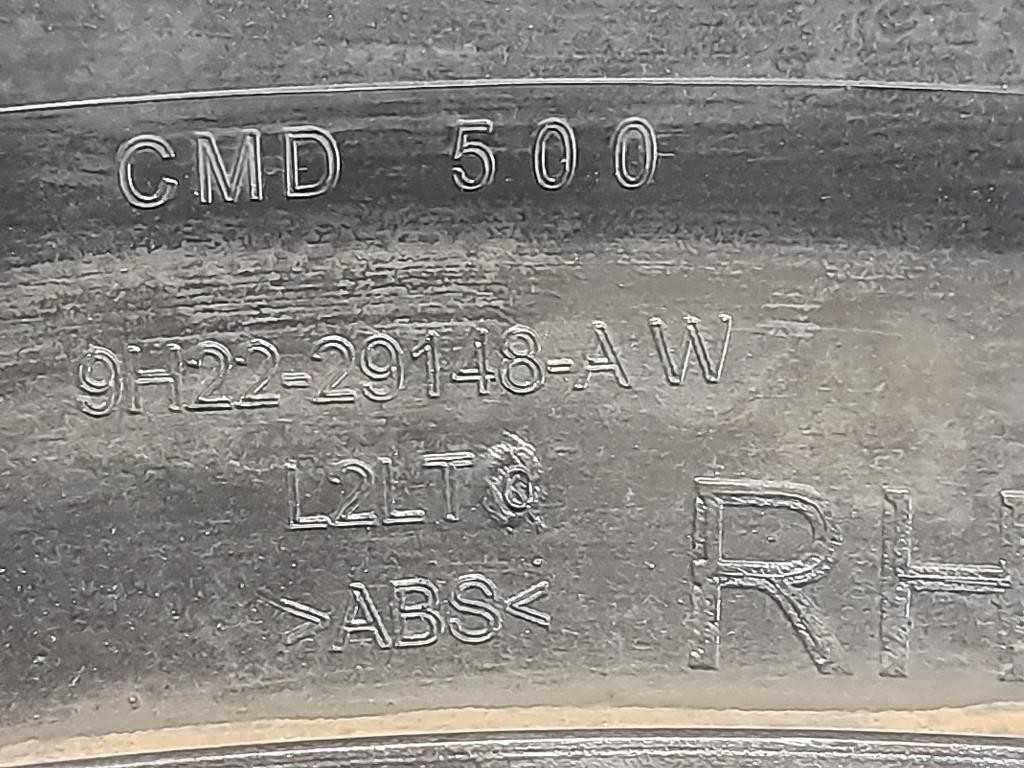 CMD 500
9H22-29148-AW
L2LT
>ABS<
RH